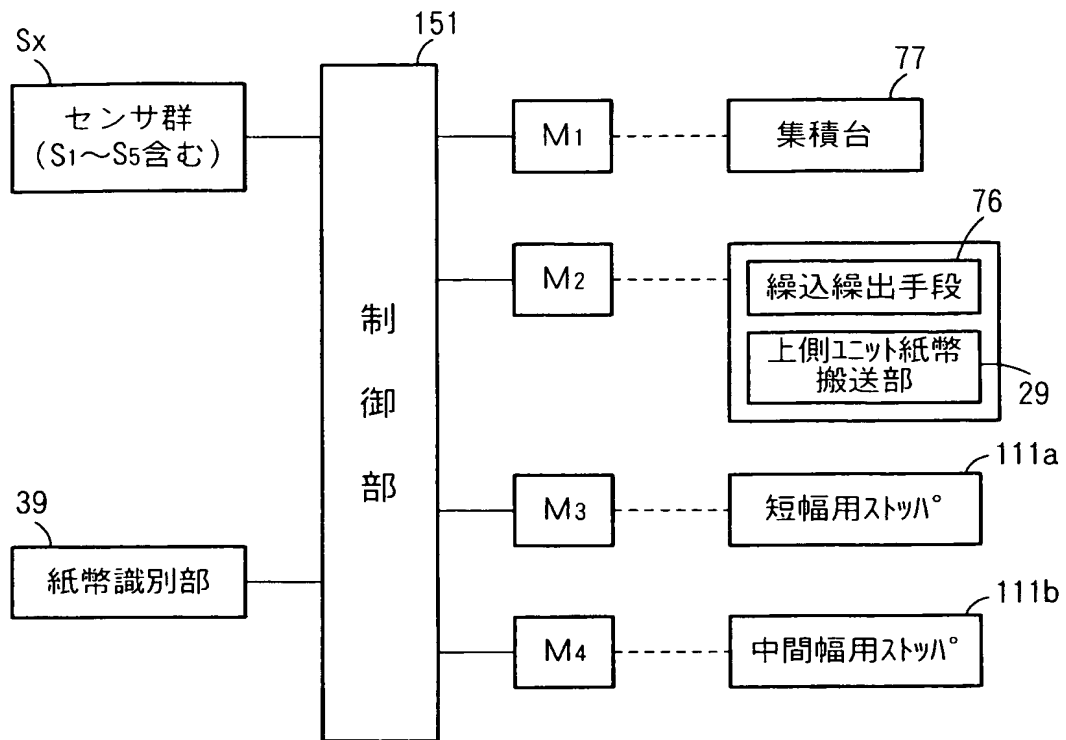 Sx
センサ群
(S1～S5含む)
39
紙幣識別部
151
制御部
M1
77
集積台
M2
76
繰込繰出手段
上側ﾕﾆｯﾄ紙幣
搬送部
29
M3
111a
短幅用ｽﾄｯﾊﾟ
M4
111b
中間幅用ｽﾄｯﾊﾟ